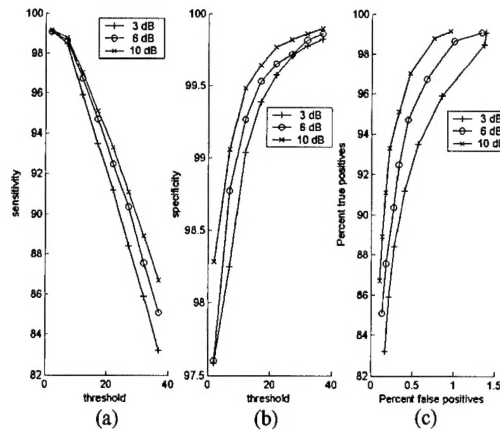 100
98
96
94
92
90
88
86
84
82
0
20
40
sensitivity
threshold
3 dB
6 dB
10 dB
(a)
100
99.5
99
98.5
98
97.5
0
20
40
specificity
threshold
3 dB
6 dB
10 dB
(b)
100
98
96
94
92
90
88
86
84
82
0
0.5
1
1.5
Percent true positives
Percent false positives
3 dB
6 dB
10 dB
(c)